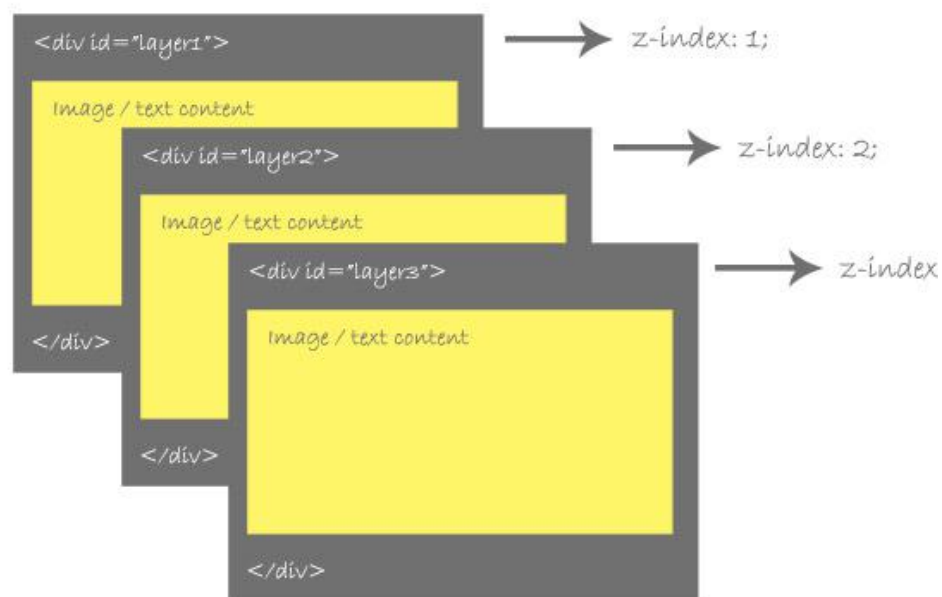 <div id="layer1">
z-index: 1;
Image / text content
<div id="layer2">
z-index: 2;
Image / text content
<div id="layer3">
z-index
</div>
Image / text content
</div>
</div>